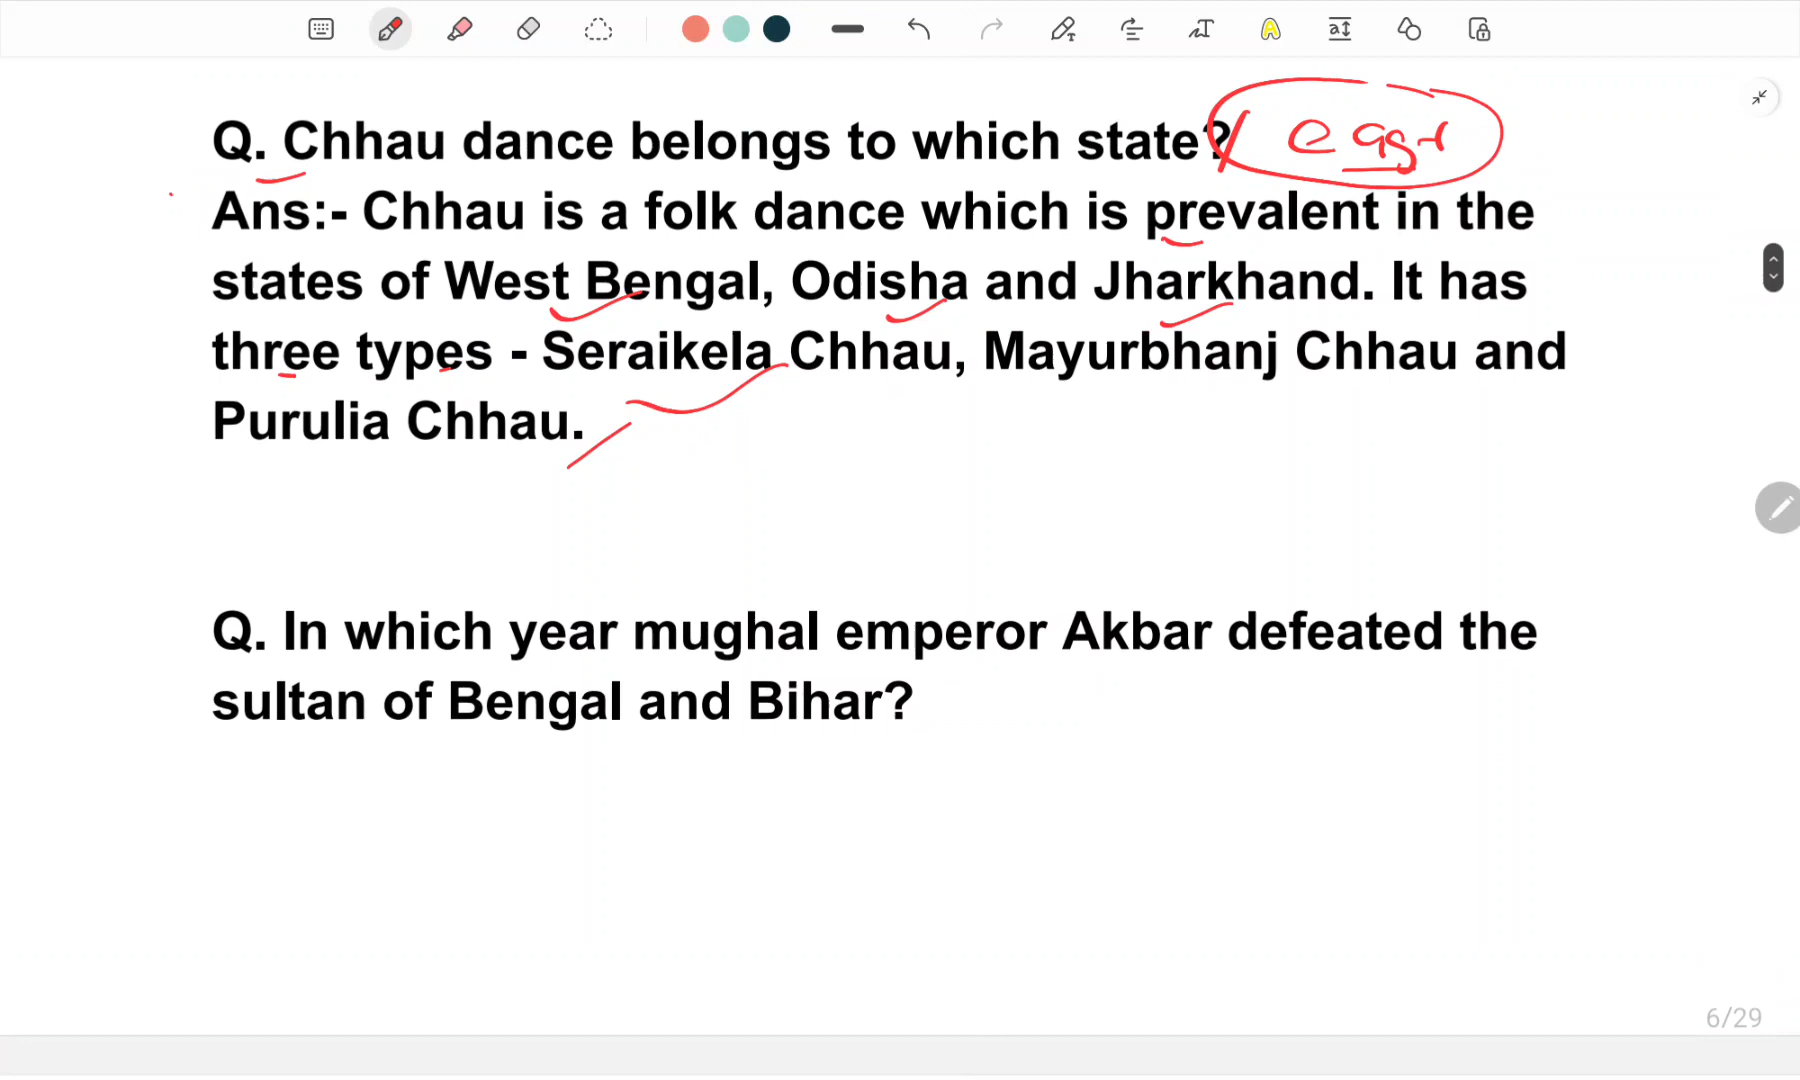 Q. Chhau dance belongs to which state? east
Ans:- Chhau is a folk dance which is prevalent in the
states of West Bengal, Odisha and Jharkhand. It has
three types - Seraikela Chhau, Mayurbhanj Chhau and
Purulia Chhau.
Q. In which year mughal emperor Akbar defeated the
sultan of Bengal and Bihar?
6/29